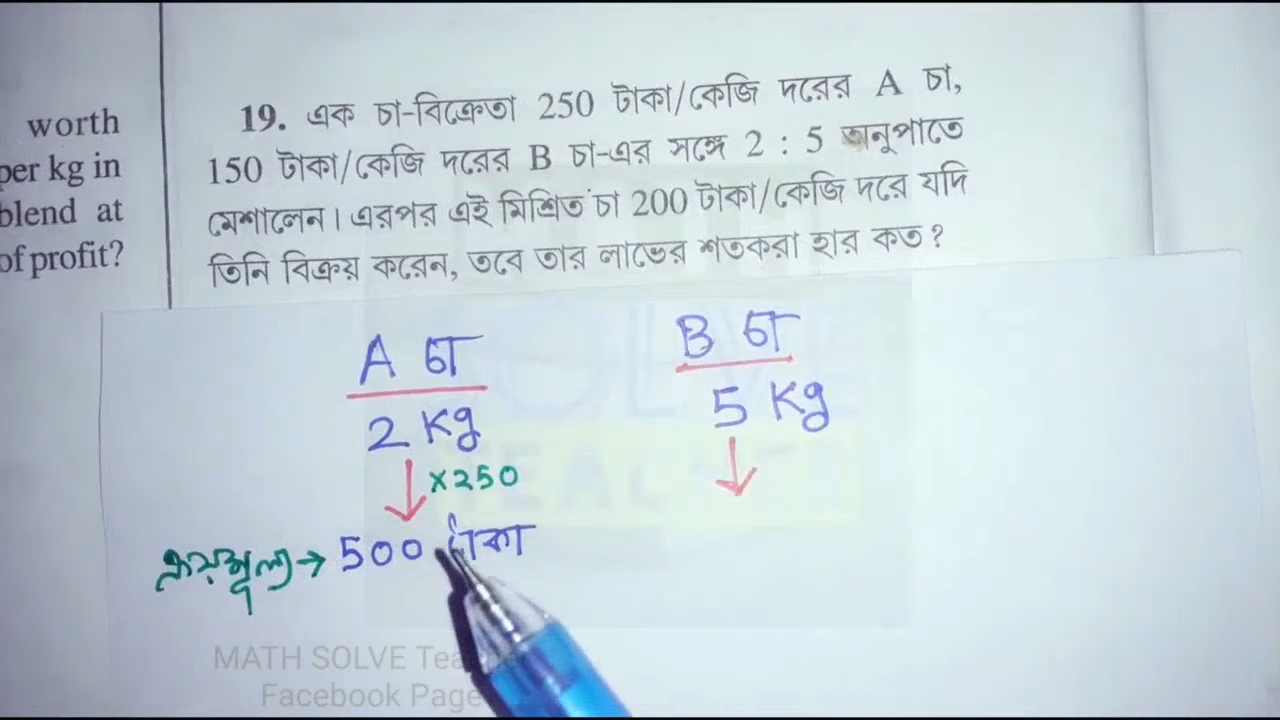 worth
per kg in
blend at
of profit?
19. এক চা-বিক্রেতা 250 টাকা/কেজি দরের A চা,
150 টাকা/কেজি দরের B চা-এর সঙ্গে 2 : 5 অনুপাতে
মেশালেন। এরপর এই মিশ্রিত চা 200 টাকা/কেজি দরে যদি
তিনি বিক্রয় করেন, তবে তার লাভের শতকরা হার কত?
A চা
B চা
2 Kg
5 Kg
×250
ক্রয়মূল্য → 500 টাকা
MATH SOLVE Teacher
Facebook Page